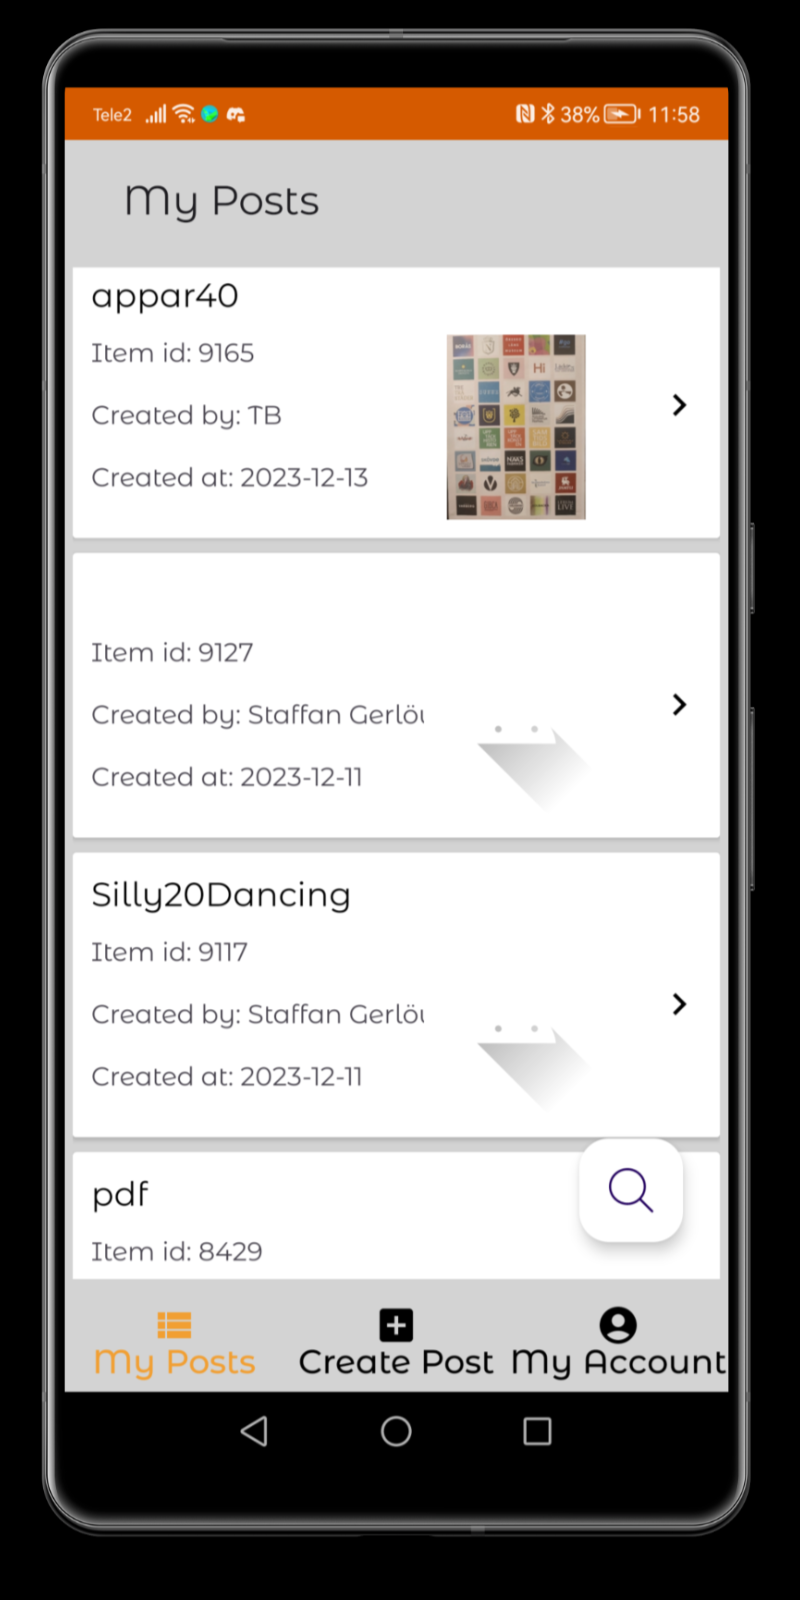 Tele2 38% 11:58
My Posts
appar40
Item id: 9165
Created by: TB
Created at: 2023-12-13
Hi
Item id: 9127
Created by: Staffan
Created at: 2023-12-11
Silly20Dancing
Item id: 9117
Created by: Staffan
Created at: 2023-12-11
pdf
Item id: 8429
My Posts Create Post My Account